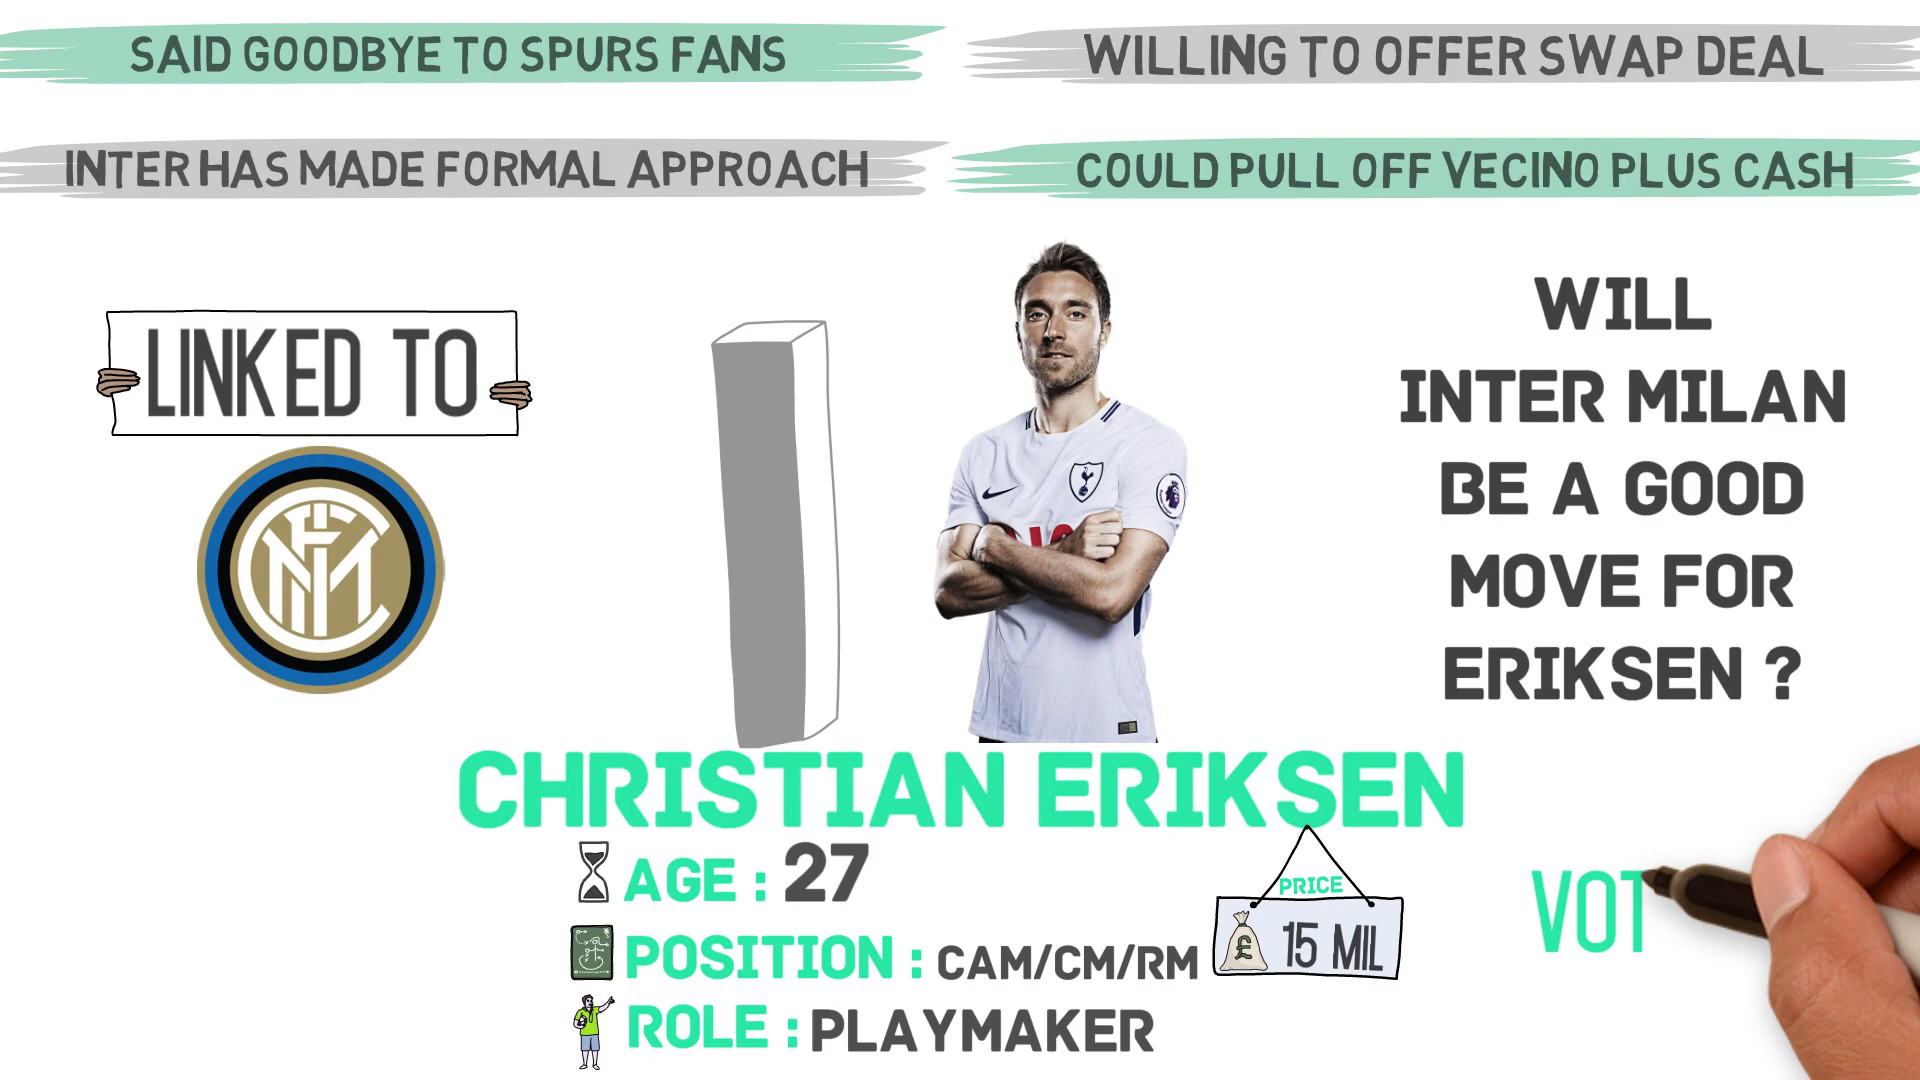 SAID GOODBYE TO SPURS FANS
WILLING TO OFFER SWAP DEAL
INTER HAS MADE FORMAL APPROACH
COULD PULL OFF VECINO PLUS CASH
LINKED TO
1
WILL
INTER MILAN
BE A GOOD
MOVE FOR
ERIKSEN ?
CHRISTIAN ERIKSEN
AGE : 27
PRICE
£ 15 MIL
POSITION : CAM/CM/RM
ROLE : PLAYMAKER
VOT